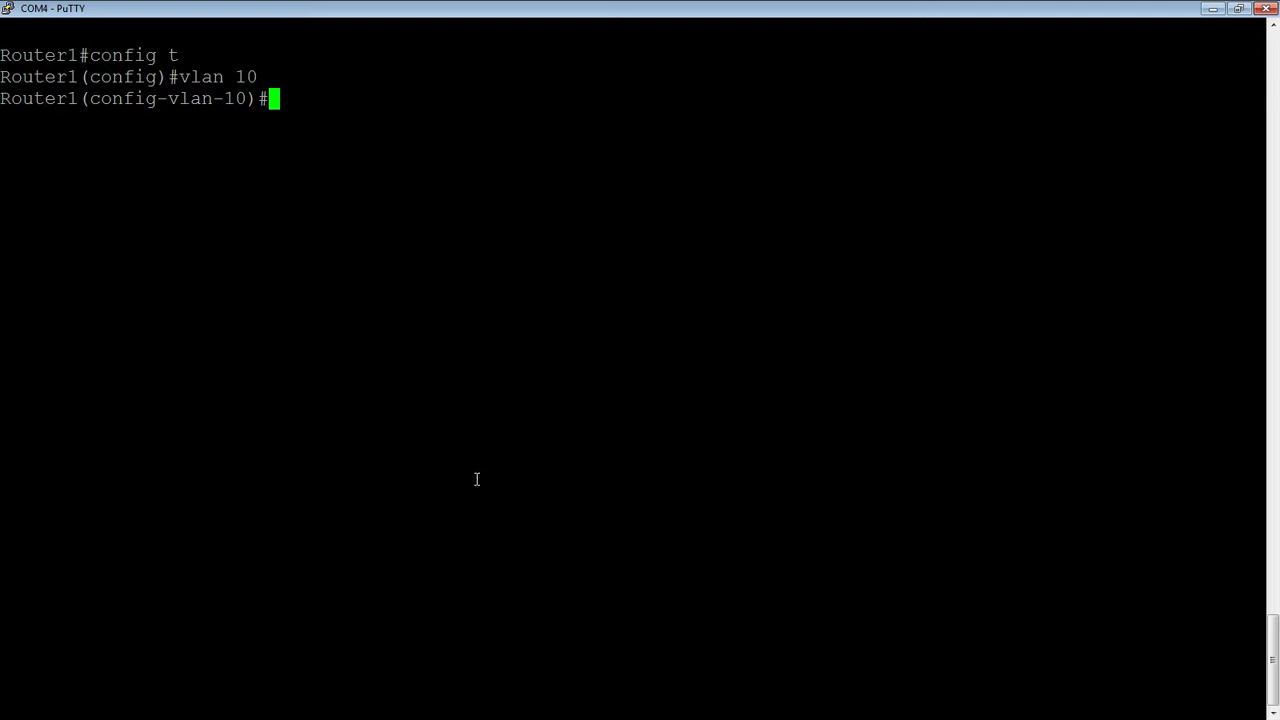 COM4 - PuTTY
Router1#config t
Router1(config)#vlan 10
Router1(config-vlan-10)#